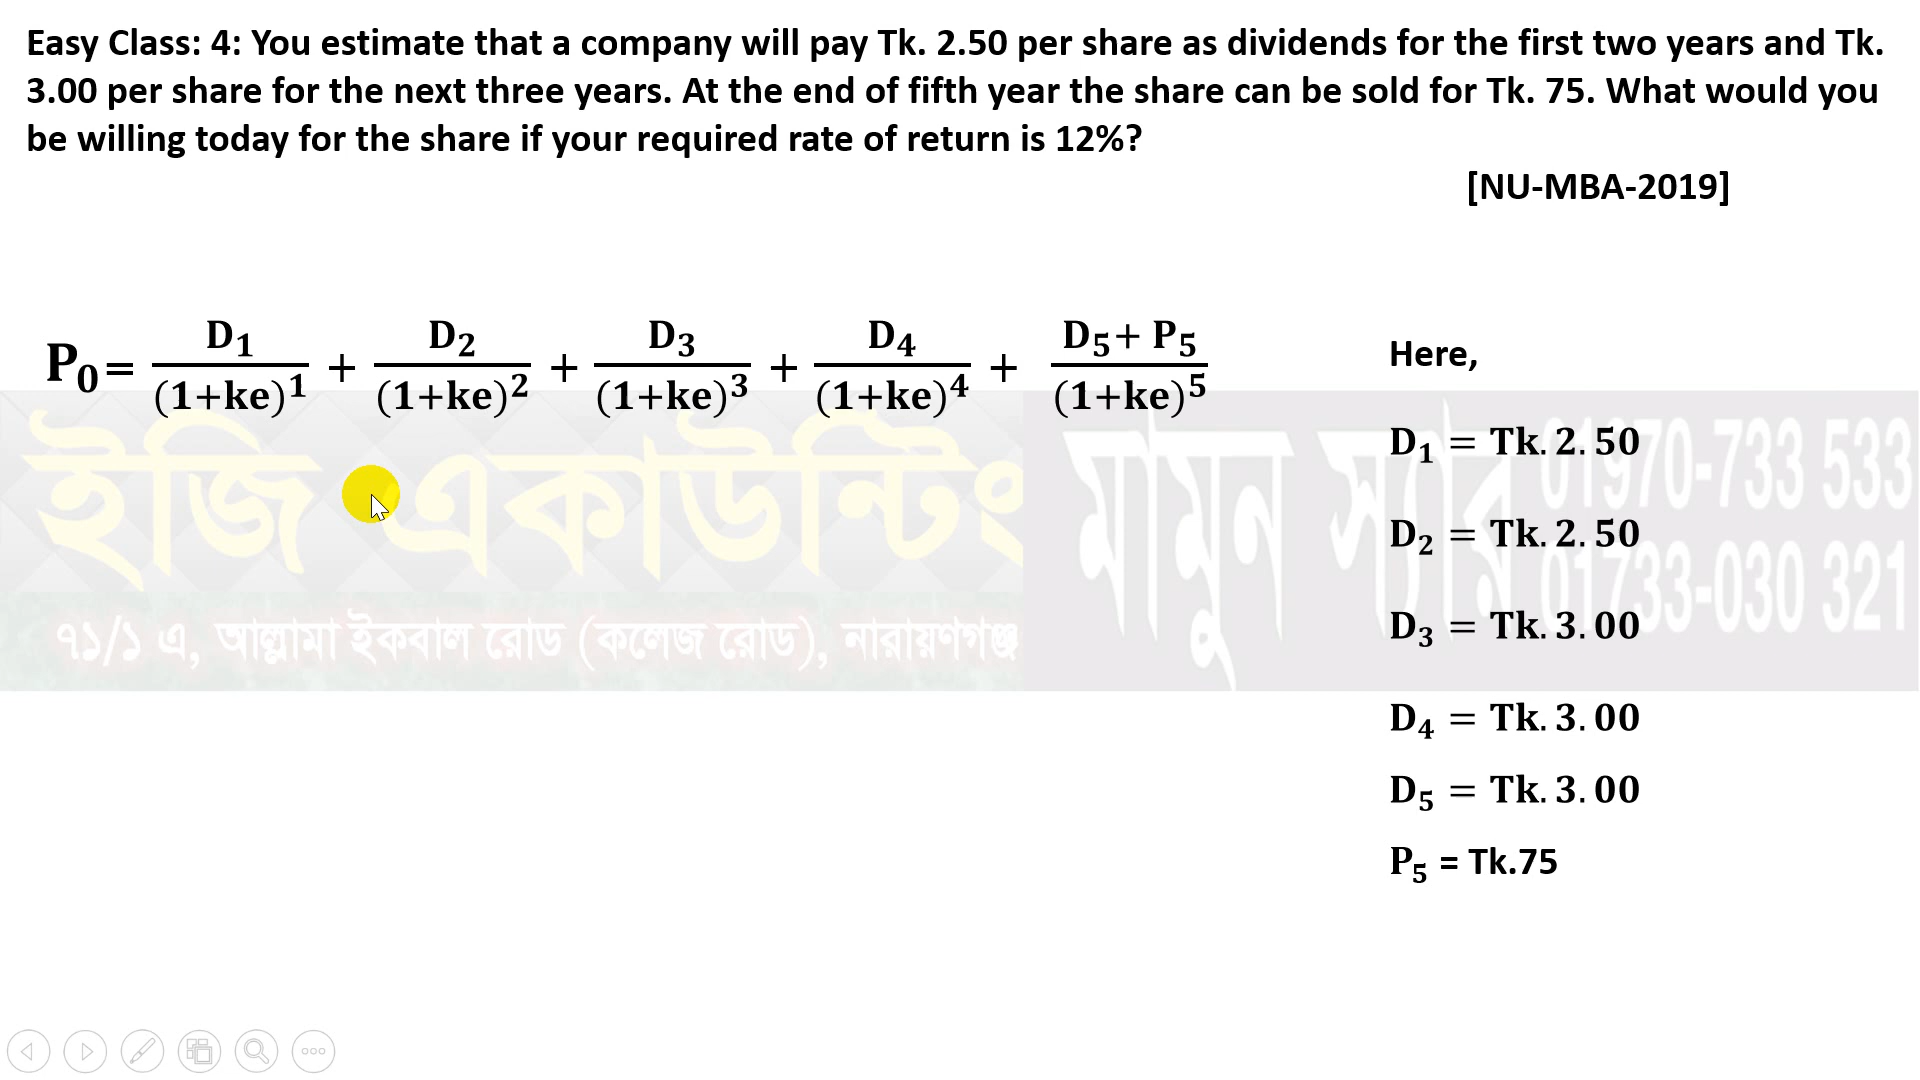 Easy Class: 4: You estimate that a company will pay Tk. 2.50 per share as dividends for the first two years and Tk.
3.00 per share for the next three years. At the end of fifth year the share can be sold for Tk. 75. What would you
be willing today for the share if your required rate of return is 12%?
[NU-MBA-2019]
P₀= D₁/(1+ke)¹ + D₂/(1+ke)² + D₃/(1+ke)³ + D₄/(1+ke)⁴ + D₅+ P₅/(1+ke)⁵
Here,
D₁ = Tk. 2. 50
D₂ = Tk. 2. 50
D₃ = Tk. 3. 00
D₄ = Tk. 3. 00
D₅ = Tk. 3. 00
P₅ = Tk.75
ইজি একাউন্টিং
৭১/১ এ, আল্লামা ইকবাল রোড (কলেজ রোড), নারায়ণগঞ্জ
মামুন স্যার
01970-733 533
01733-030 321